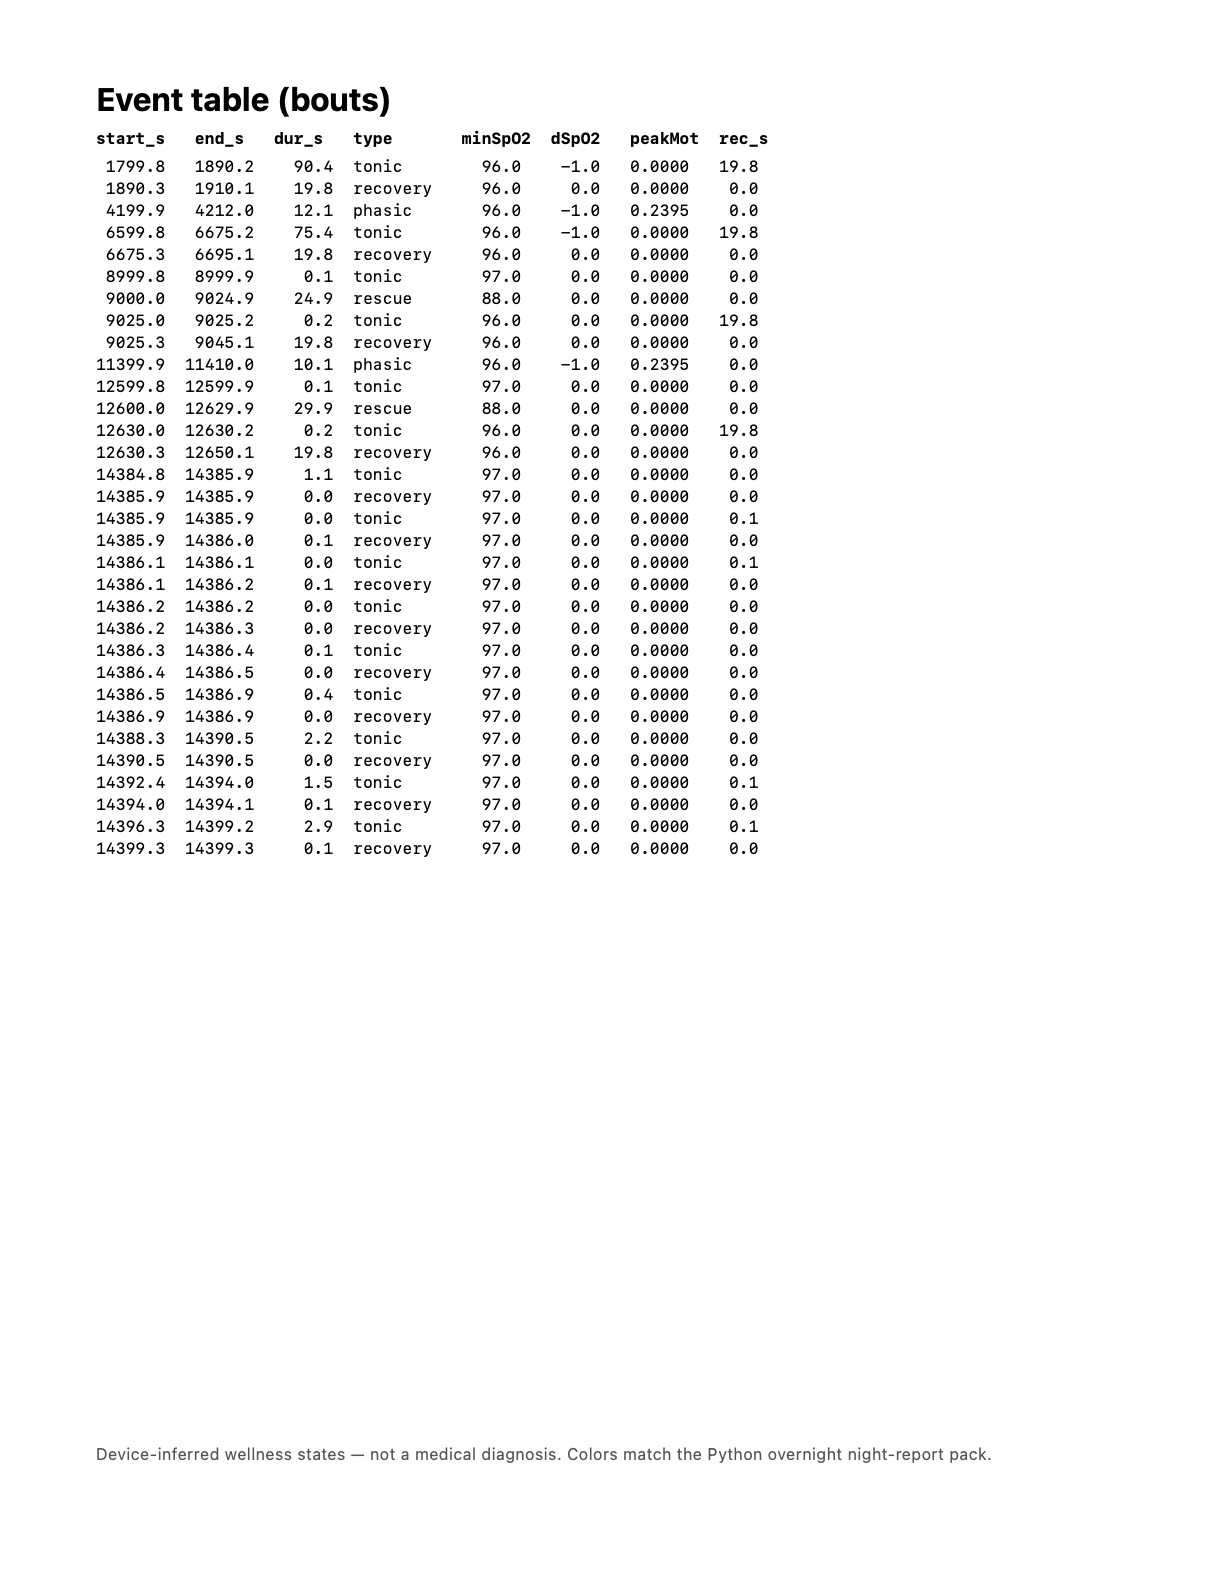 Event table (bouts)
start_s   end_s   dur_s   type       minSpO2  dSpO2   peakMot  rec_s
 1799.8   1890.2    90.4  tonic        96.0    −1.0   0.0000   19.8
 1890.3   1910.1    19.8  recovery     96.0     0.0   0.0000    0.0
 4199.9   4212.0    12.1  phasic       96.0    −1.0   0.2395    0.0
 6599.8   6675.2    75.4  tonic        96.0    −1.0   0.0000   19.8
 6675.3   6695.1    19.8  recovery     96.0     0.0   0.0000    0.0
 8999.8   8999.9     0.1  tonic        97.0     0.0   0.0000    0.0
 9000.0   9024.9    24.9  rescue       88.0     0.0   0.0000    0.0
 9025.0   9025.2     0.2  tonic        96.0     0.0   0.0000   19.8
 9025.3   9045.1    19.8  recovery     96.0     0.0   0.0000    0.0
11399.9  11410.0    10.1  phasic       96.0    −1.0   0.2395    0.0
12599.8  12599.9     0.1  tonic        97.0     0.0   0.0000    0.0
12600.0  12629.9    29.9  rescue       88.0     0.0   0.0000    0.0
12630.0  12630.2     0.2  tonic        96.0     0.0   0.0000   19.8
12630.3  12650.1    19.8  recovery     96.0     0.0   0.0000    0.0
14384.8  14385.9     1.1  tonic        97.0     0.0   0.0000    0.0
14385.9  14385.9     0.0  recovery     97.0     0.0   0.0000    0.0
14385.9  14385.9     0.0  tonic        97.0     0.0   0.0000    0.1
14385.9  14386.0     0.1  recovery     97.0     0.0   0.0000    0.0
14386.1  14386.1     0.0  tonic        97.0     0.0   0.0000    0.1
14386.1  14386.2     0.1  recovery     97.0     0.0   0.0000    0.0
14386.2  14386.2     0.0  tonic        97.0     0.0   0.0000    0.0
14386.2  14386.3     0.0  recovery     97.0     0.0   0.0000    0.0
14386.3  14386.4     0.1  tonic        97.0     0.0   0.0000    0.0
14386.4  14386.5     0.0  recovery     97.0     0.0   0.0000    0.0
14386.5  14386.9     0.4  tonic        97.0     0.0   0.0000    0.0
14386.9  14386.9     0.0  recovery     97.0     0.0   0.0000    0.0
14388.3  14390.5     2.2  tonic        97.0     0.0   0.0000    0.0
14390.5  14390.5     0.0  recovery     97.0     0.0   0.0000    0.0
14392.4  14394.0     1.5  tonic        97.0     0.0   0.0000    0.1
14394.0  14394.1     0.1  recovery     97.0     0.0   0.0000    0.0
14396.3  14399.2     2.9  tonic        97.0     0.0   0.0000    0.1
14399.3  14399.3     0.1  recovery     97.0     0.0   0.0000    0.0
Device-inferred wellness states — not a medical diagnosis. Colors match the Python overnight night-report pack.